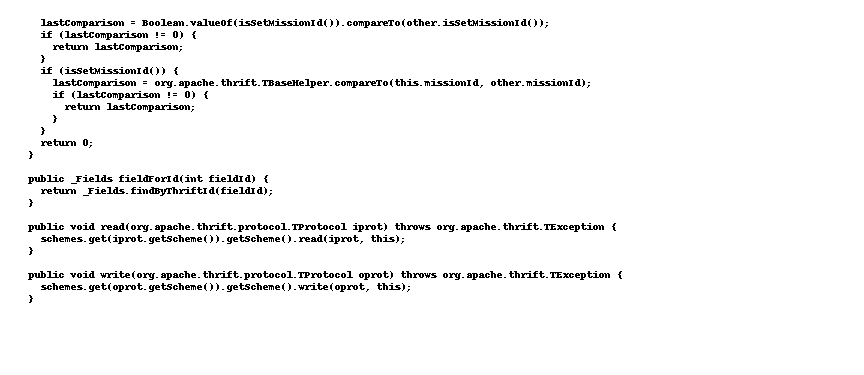 lastComparison = Boolean.valueOf(isSetMissionId()).compareTo(other.isSetMissionId());
if (lastComparison != 0) {
return lastComparison;
}
if (isSetMissionId()) {
lastComparison = org.apache.thrift.TBaseHelper.compareTo(this.missionId, other.missionId);
if (lastComparison != 0) {
return lastComparison;
}
}
return 0;
}
public _Fields fieldForId(int fieldId) {
return _Fields.findByThriftId(fieldId);
}
public void read(org.apache.thrift.protocol.TProtocol iprot) throws org.apache.thrift.TException {
schemes.get(iprot.getScheme()).getScheme().read(iprot, this);
}
public void write(org.apache.thrift.protocol.TProtocol oprot) throws org.apache.thrift.TException {
schemes.get(oprot.getScheme()).getScheme().write(oprot, this);
}